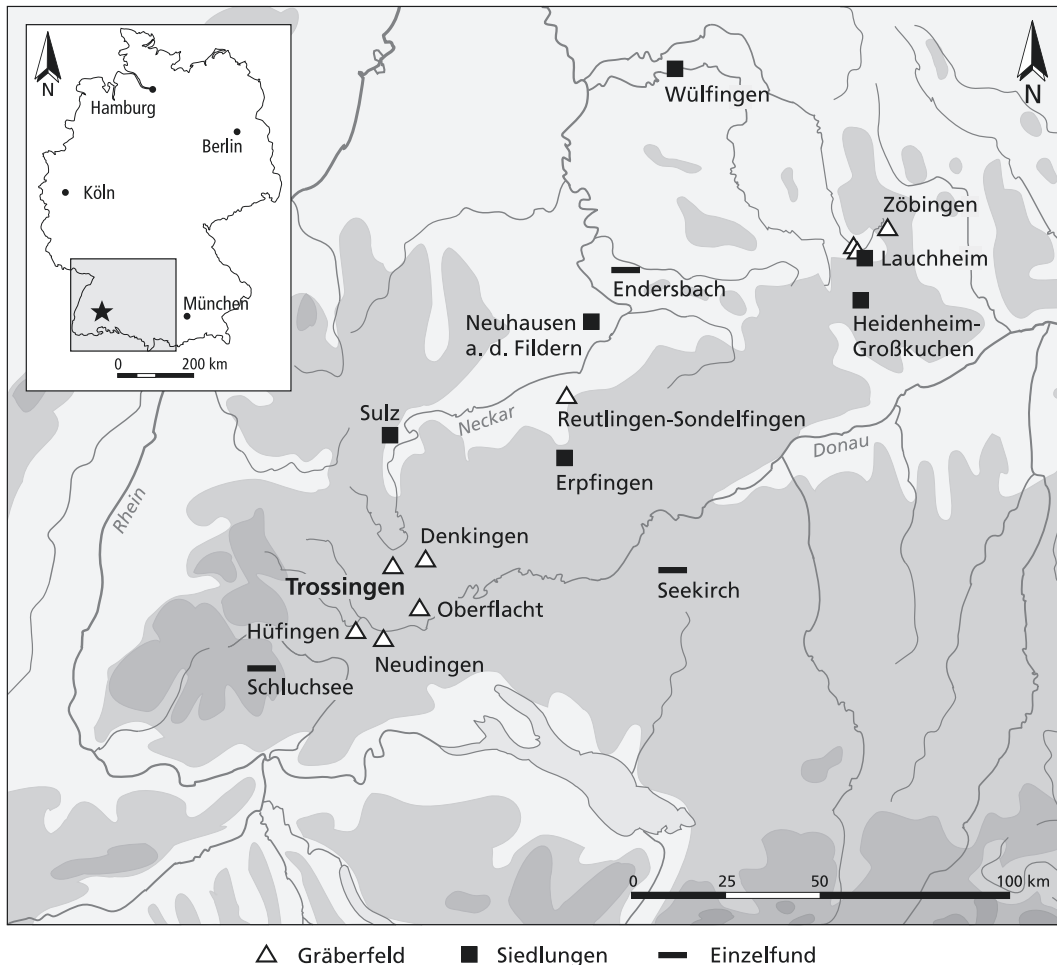 N
Hamburg
Berlin
Köln
München
0 200 km
N
Wülfingen
Zöbingen
Lauchheim
Endersbach
Neuhausen
a. d. Fildern
Heidenheim-
Großkuchen
Sulz
Neckar
Reutlingen-Sondelfingen
Donau
Erpfingen
Rhein
Denkingen
Trossingen
Seekirch
Oberflacht
Hüfingen
Neudingen
Schluchsee
0 25 50 100 km
Gräberfeld Siedlungen Einzelfund